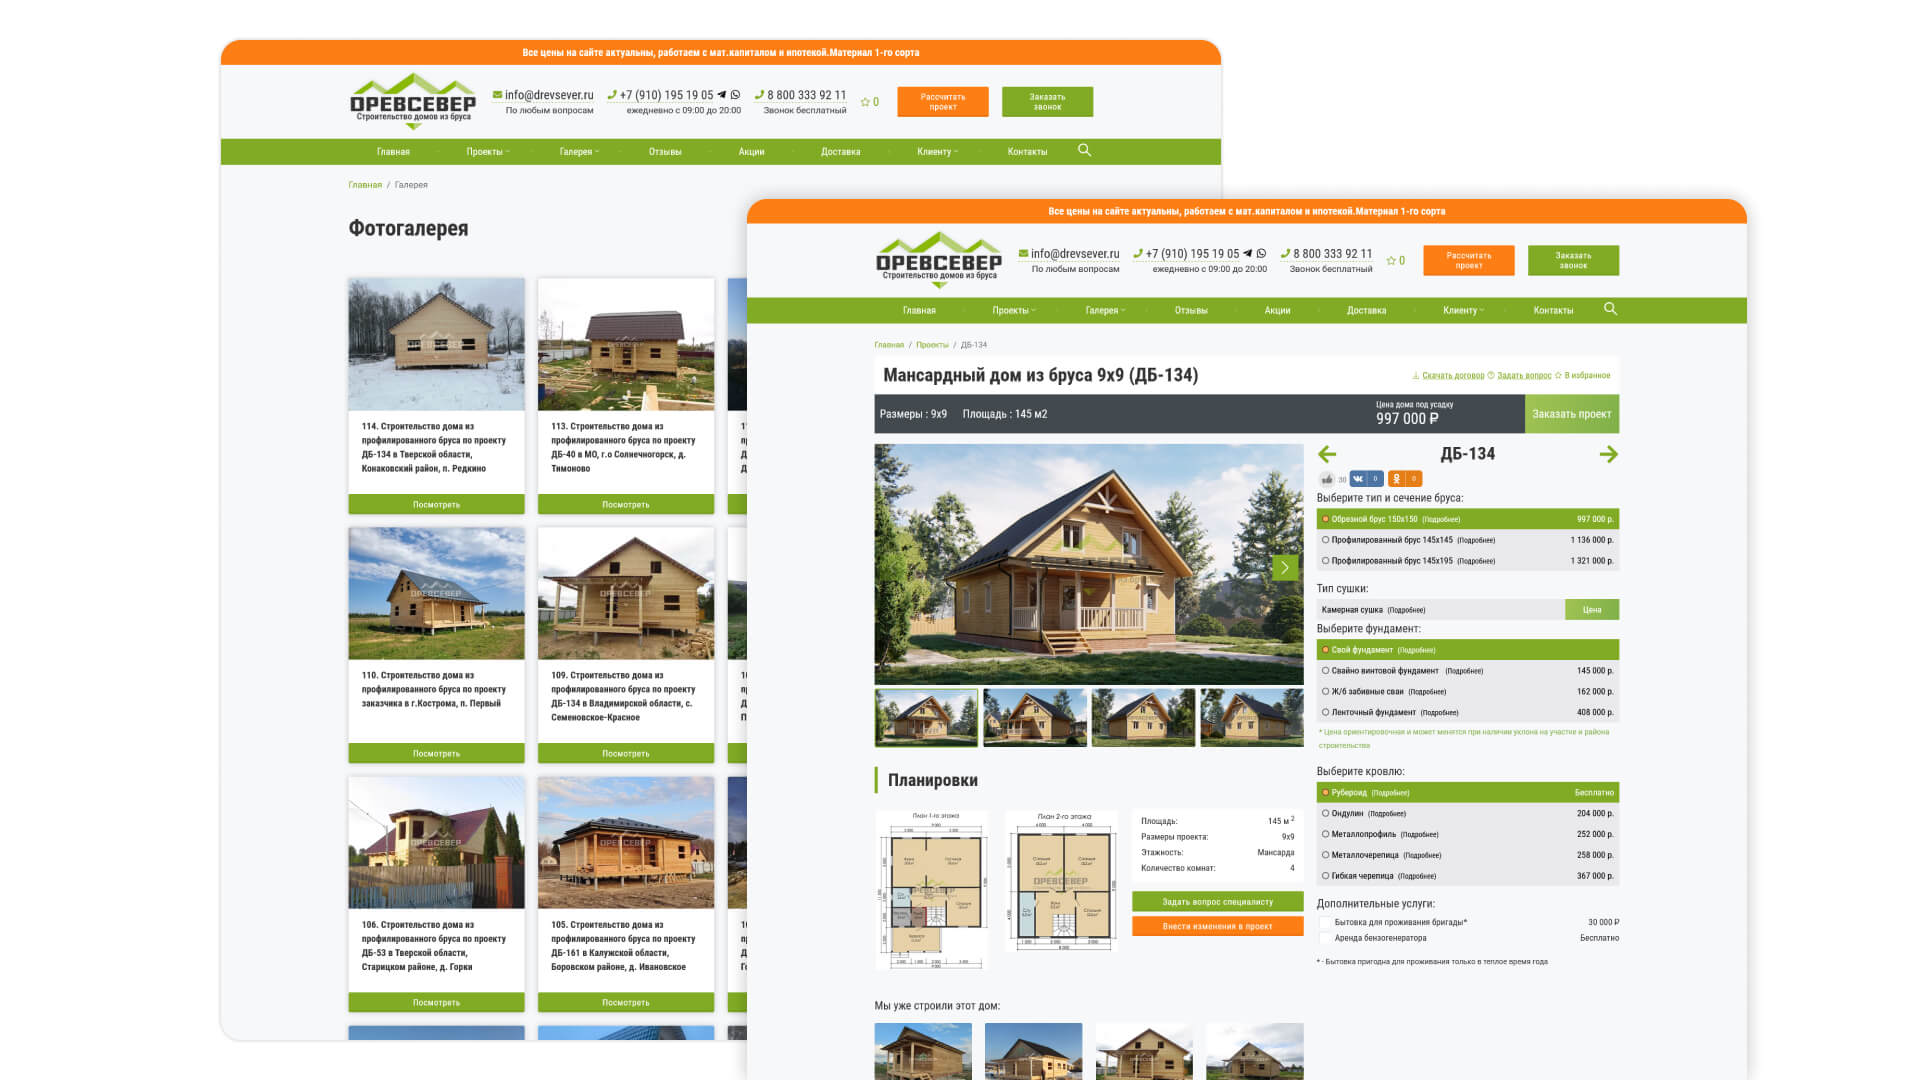 Все цены на сайте актуальны, работаем с мат.капиталом и ипотекой.Материал 1-го сорта
ДРЕВСЕВЕР
Строительство домов из бруса
info@drevsever.ru
По любым вопросам
+7 (910) 195 19 05
ежедневно с 09:00 до 20:00
8 800 333 92 11
Звонок бесплатный
0
Рассчитать
проект
Заказать
звонок
Главная
Проекты
Галерея
Отзывы
Акции
Доставка
Клиенту
Контакты
Главная / Галерея
Фотогалерея
114. Строительство дома из
профилированного бруса по проекту
ДБ-134 в Тверской области,
Конаковский район, п. Редкино
Посмотреть
113. Строительство дома из
профилированного бруса по проекту
ДБ-40 в МО, г.о Солнечногорск, д.
Тимоново
Посмотреть
110. Строительство дома из
профилированного бруса по проекту
заказчика в г.Кострома, п. Первый
Посмотреть
109. Строительство дома из
профилированного бруса по проекту
ДБ-134 в Владимирской области, с.
Семеновское-Красное
Посмотреть
106. Строительство дома из
профилированного бруса по проекту
ДБ-53 в Тверской области,
Старицком районе, д. Горки
Посмотреть
105. Строительство дома из
профилированного бруса по проекту
ДБ-161 в Калужской области,
Боровском районе, д. Ивановское
Посмотреть
Все цены на сайте актуальны, работаем с мат.капиталом и ипотекой.Материал 1-го сорта
ДРЕВСЕВЕР
Строительство домов из бруса
info@drevsever.ru
По любым вопросам
+7 (910) 195 19 05
ежедневно с 09:00 до 20:00
8 800 333 92 11
Звонок бесплатный
0
Рассчитать
проект
Заказать
звонок
Главная
Проекты
Галерея
Отзывы
Акции
Доставка
Клиенту
Контакты
Главная / Проекты / ДБ-134
Мансардный дом из бруса 9х9 (ДБ-134)
Скачать договор
Задать вопрос
В избранное
Размеры : 9х9
Площадь : 145 м2
Цена дома под усадку
997 000 ₽
Заказать проект
ДБ-134
30
0
0
Выберите тип и сечение бруса:
Обрезной брус 150х150 (Подробнее) 997 000 р.
Профилированный брус 145х145 (Подробнее) 1 136 000 р.
Профилированный брус 145х195 (Подробнее) 1 321 000 р.
Тип сушки:
Камерная сушка (Подробнее) Цена
Выберите фундамент:
Свой фундамент (Подробнее)
Свайно винтовой фундамент (Подробнее) 145 000 р.
Ж/б забивные сваи (Подробнее) 162 000 р.
Ленточный фундамент (Подробнее) 408 000 р.
* Цена ориентировочная и может менятся при наличии уклона на участке и района
строительства
Выберите кровлю:
Рубероид (Подробнее) Бесплатно
Ондулин (Подробнее) 204 000 р.
Металлопрофиль (Подробнее) 252 000 р.
Металлочерепица (Подробнее) 258 000 р.
Гибкая черепица (Подробнее) 367 000 р.
Дополнительные услуги:
Бытовка для проживания бригады* 30 000 ₽
Аренда бензогенератора Бесплатно
* - Бытовка пригодна для проживания только в теплое время года
Планировки
План 1-го этажа
План 2-го этажа
ДРЕВСЕВЕР
ДРЕВСЕВЕР
Площадь: 145 м 2
Размеры проекта: 9х9
Этажность: Мансарда
Количество комнат: 4
Задать вопрос специалисту
Внести изменения в проект
Мы уже строили этот дом: